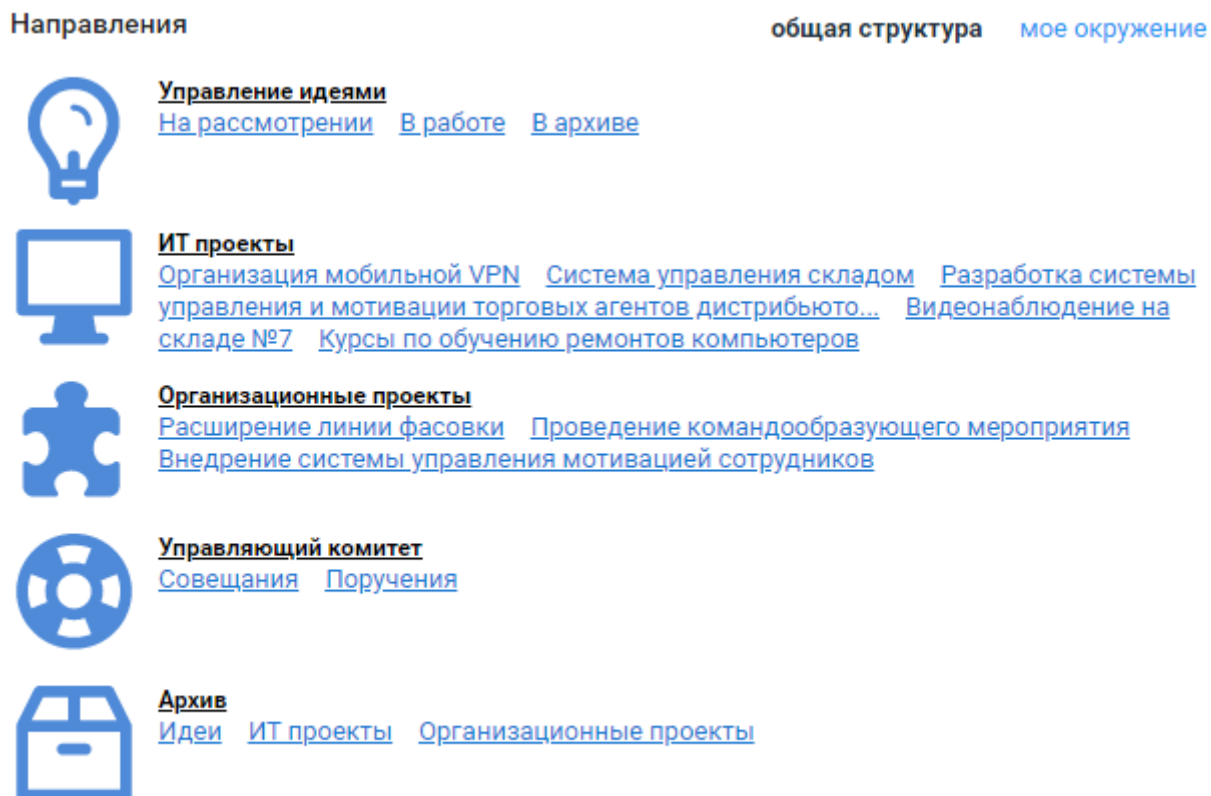 Направления
общая структура мое окружение
Управление идеями
На рассмотрении В работе В архиве
ИТ проекты
Организация мобильной VPN Система управления складом Разработка системы
управления и мотивации торговых агентов дистрибьюто... Видеонаблюдение на
складе №7 Курсы по обучению ремонтов компьютеров
Организационные проекты
Расширение линии фасовки Проведение командообразующего мероприятия
Внедрение системы управления мотивацией сотрудников
Управляющий комитет
Совещания Поручения
Архив
Идеи ИТ проекты Организационные проекты